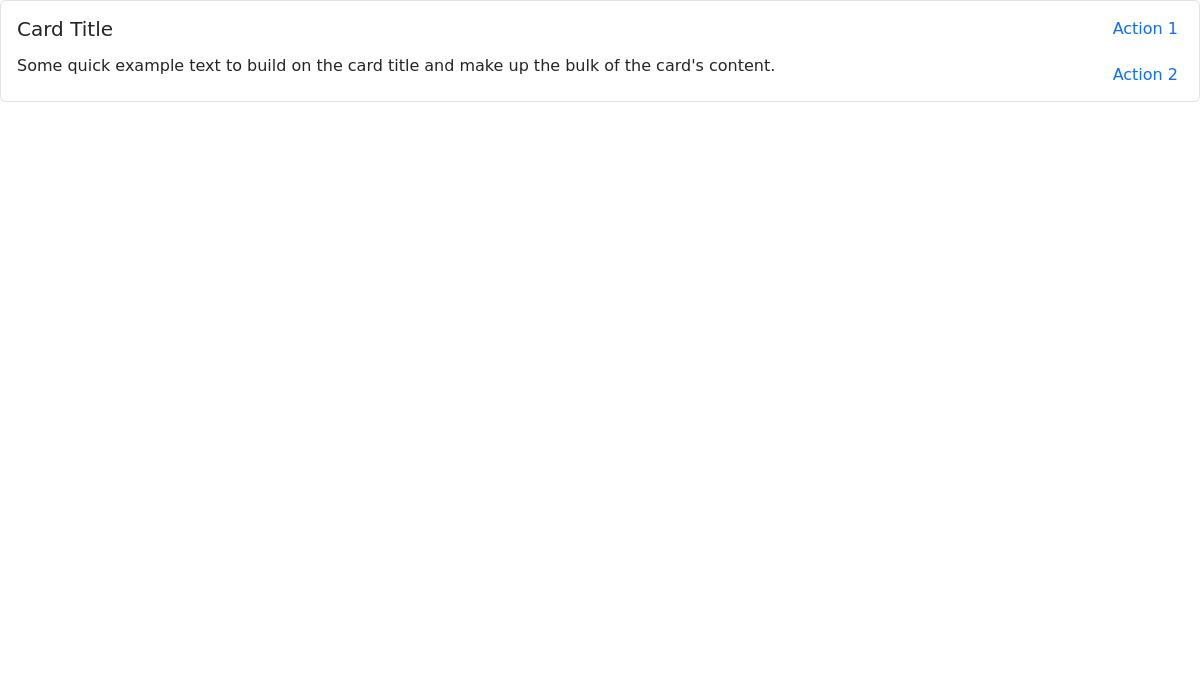 Card Title
Some quick example text to build on the card title and make up the bulk of the card's content.
Action 1
Action 2